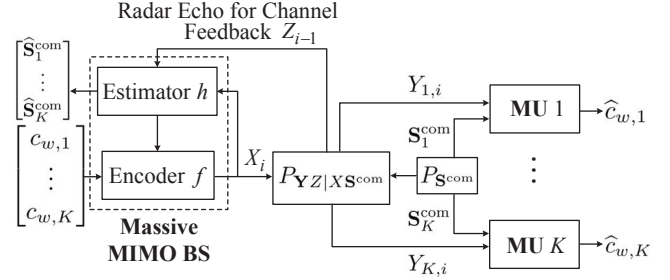 Radar Echo for Channel
Feedback Z_{i−1}
Ŝ_1^{com}
⋮
Ŝ_K^{com}
Estimator h
c_{w,1}
⋮
c_{w,K}
Encoder f
X_i
Massive
MIMO BS
P_{YZ|XS^{com}}
Y_{1,i}
S_1^{com}
P_{S^{com}}
S_K^{com}
Y_{K,i}
MU 1
ĉ_{w,1}
⋮
MU K
ĉ_{w,K}